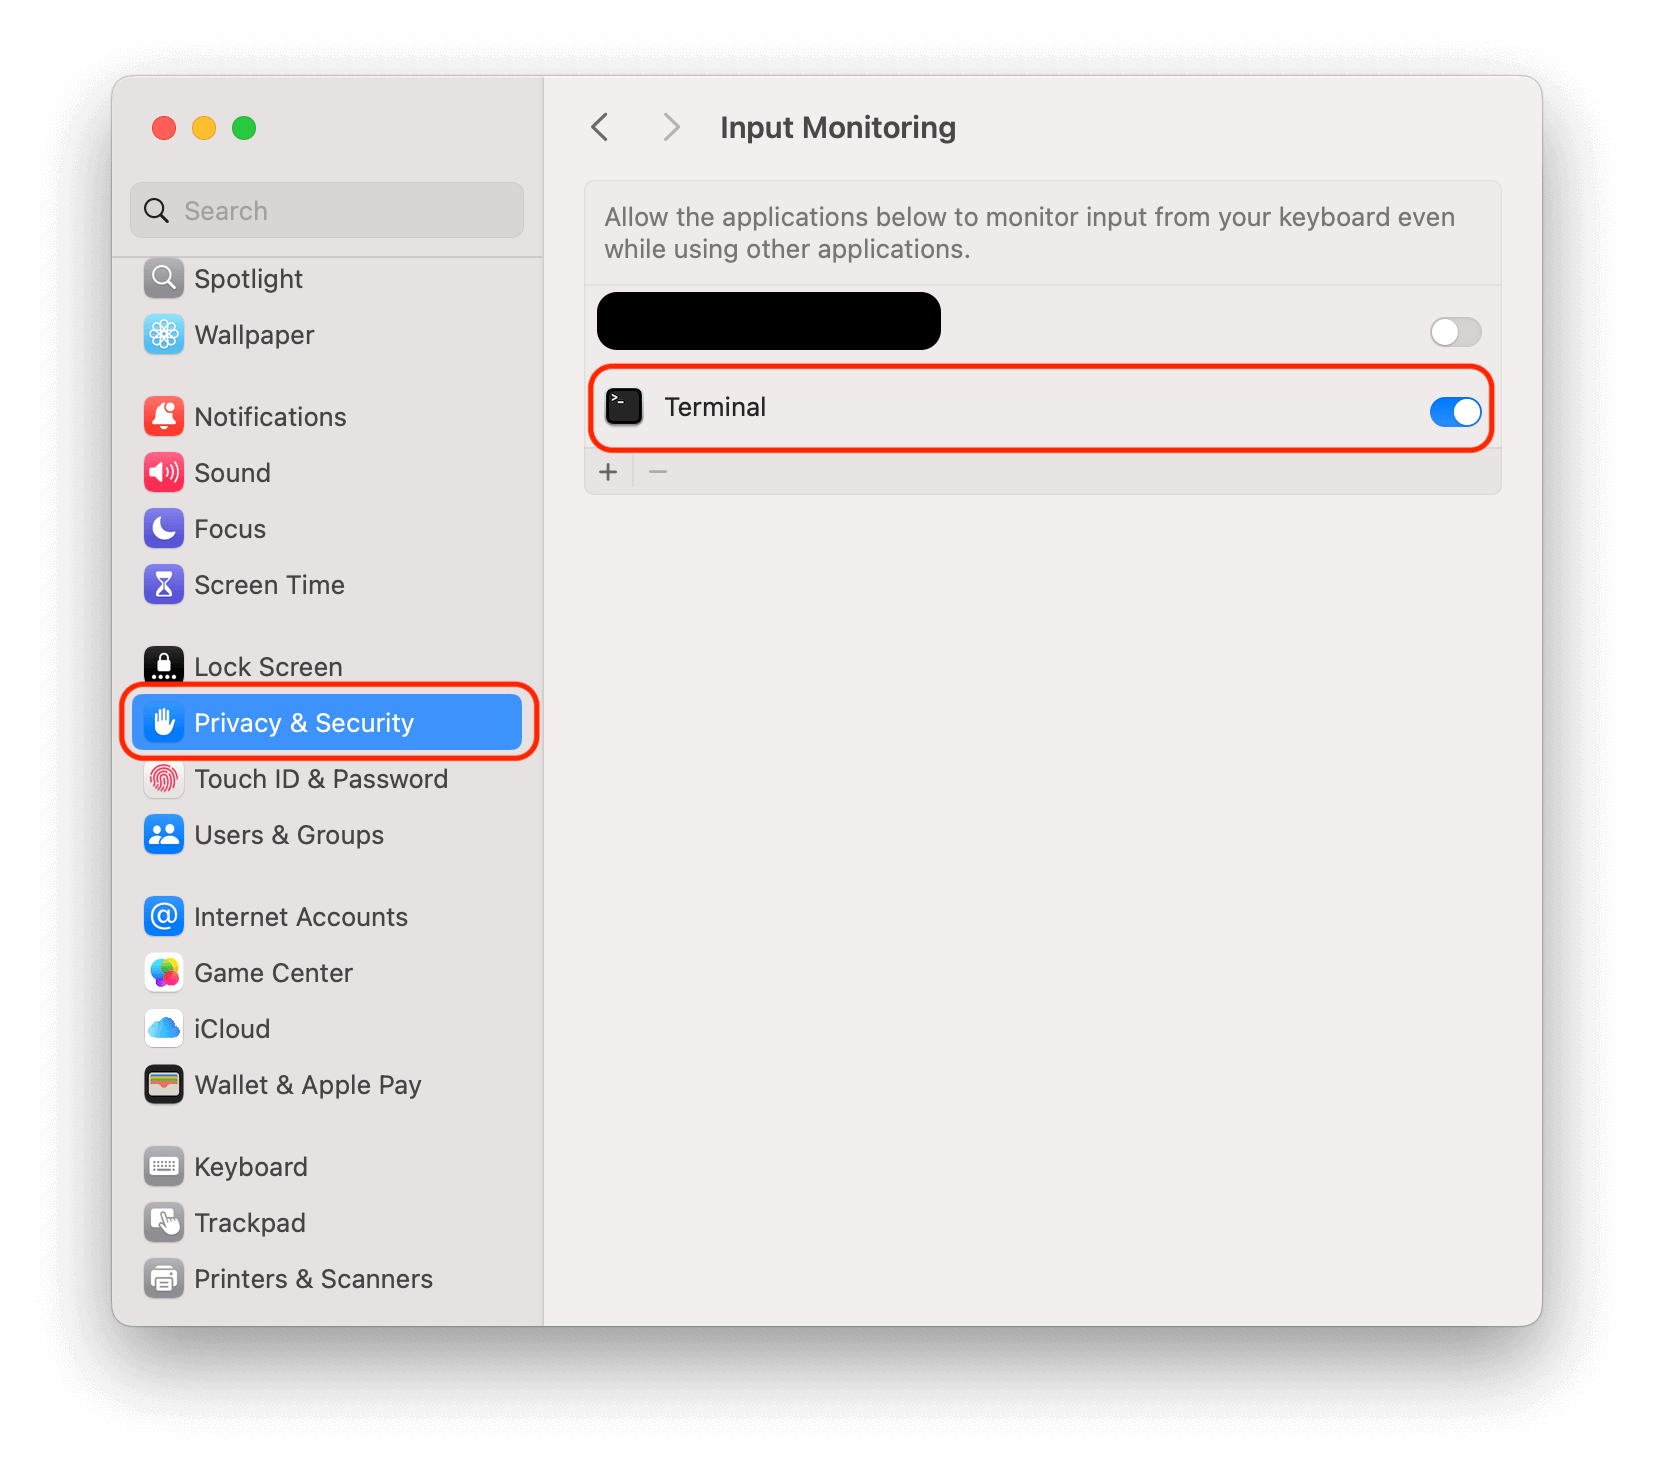 Search
Spotlight
Wallpaper
Notifications
Sound
Focus
Screen Time
Lock Screen
Privacy & Security
Touch ID & Password
Users & Groups
Internet Accounts
Game Center
iCloud
Wallet & Apple Pay
Keyboard
Trackpad
Printers & Scanners
Input Monitoring
Allow the applications below to monitor input from your keyboard even
while using other applications.
Terminal